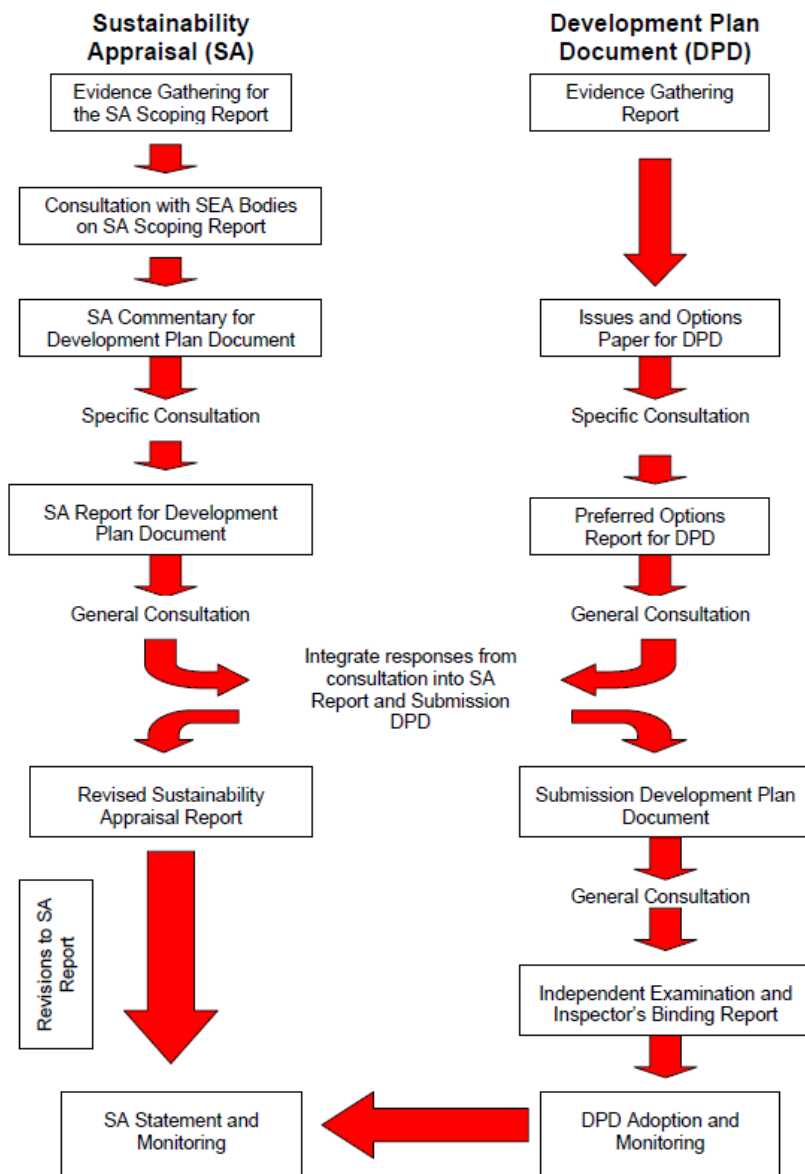 Sustainability
Appraisal (SA)
Development Plan
Document (DPD)
Evidence Gathering for
the SA Scoping Report
Evidence Gathering
Report
Consultation with SEA Bodies
on SA Scoping Report
SA Commentary for
Development Plan Document
Issues and Options
Paper for DPD
Specific Consultation
Specific Consultation
SA Report for Development
Plan Document
Preferred Options
Report for DPD
General Consultation
General Consultation
Integrate responses from
consultation into SA
Report and Submission
DPD
Revised Sustainability
Appraisal Report
Submission Development Plan
Document
Revisions to SA
Report
General Consultation
Independent Examination and
Inspector's Binding Report
SA Statement and
Monitoring
DPD Adoption and
Monitoring